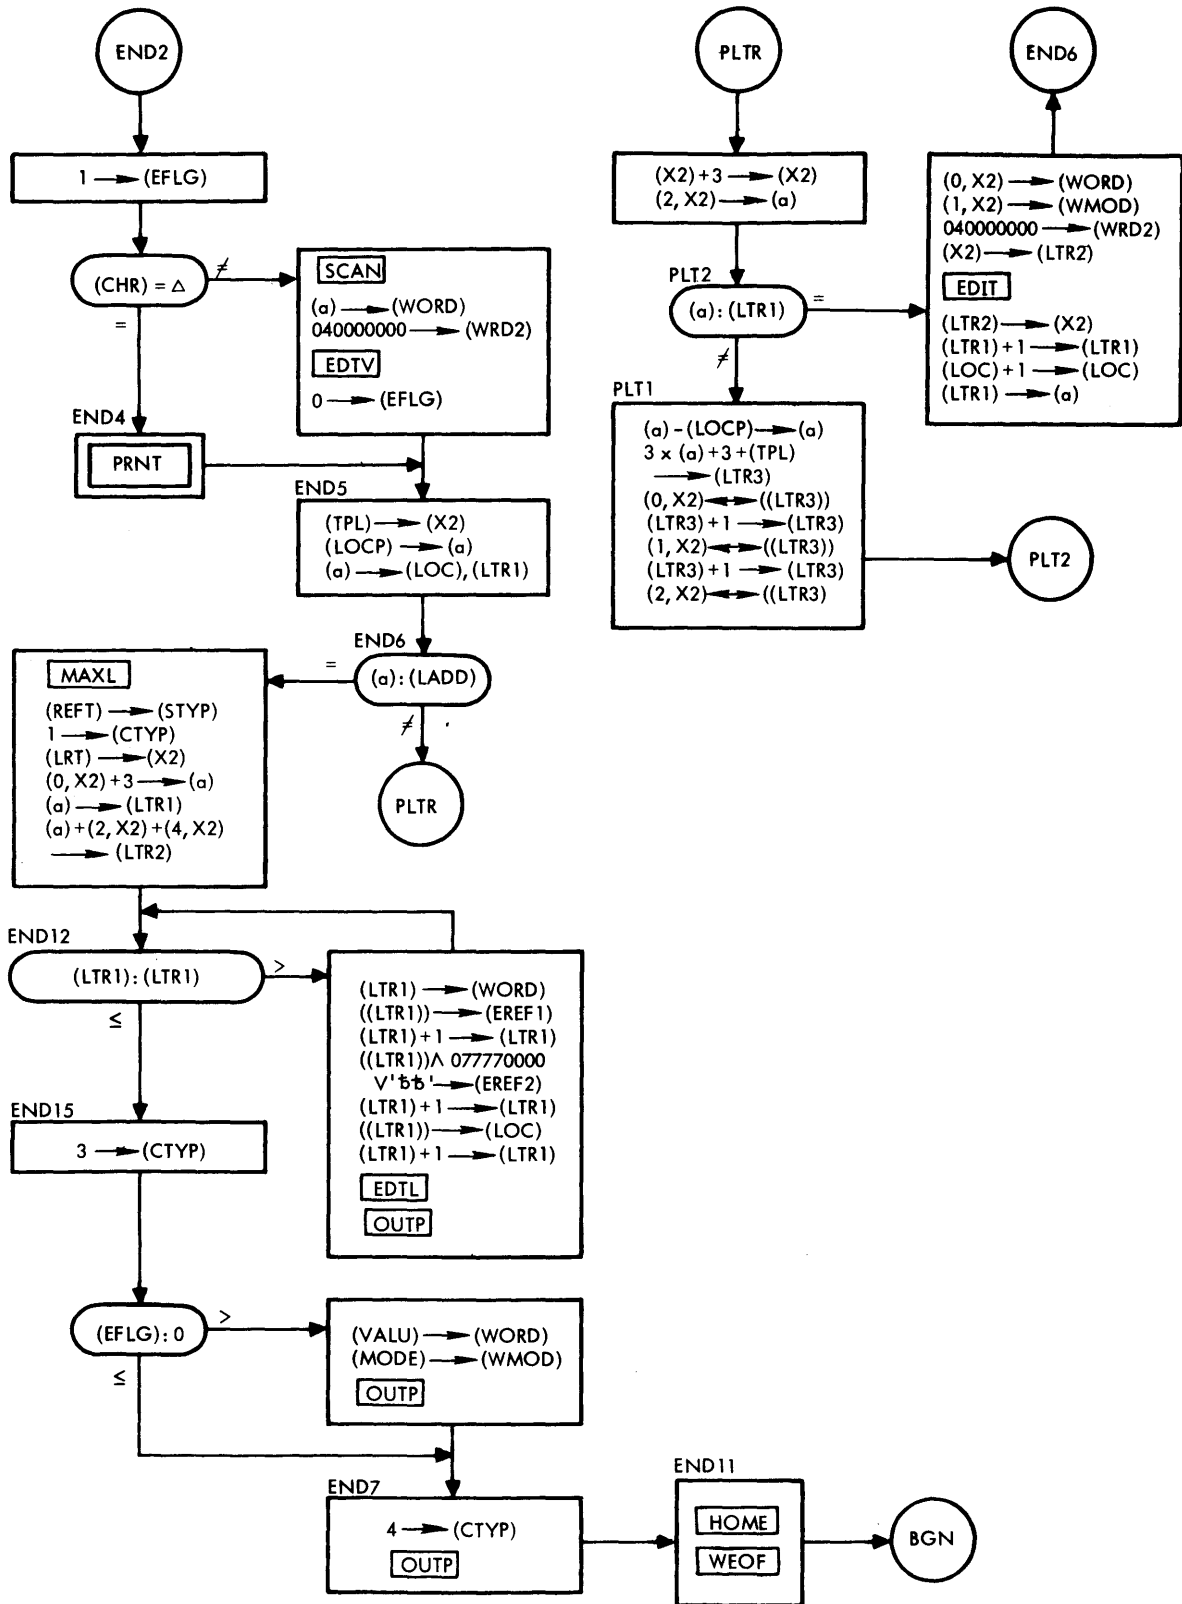 END2
1 → (EFLG)
(CHR) = △
≠
=
SCAN
(a) → (WORD)
040000000 → (WRD2)
EDTV
0 → (EFLG)
END4
PRNT
END5
(TPL) → (X2)
(LOCP) → (a)
(a) → (LOC), (LTR1)
END6
(a) : (LADD)
=
≠
PLTR
MAXL
(REFT) → (STYP)
1 → (CTYP)
(LRT) → (X2)
(0, X2) + 3 → (a)
(a) → (LTR1)
(a) + (2, X2) + (4, X2)
→ (LTR2)
END12
(LTR1) : (LTR1)
>
≤
(LTR1) → (WORD)
((LTR1)) → (EREF1)
(LTR1) + 1 → (LTR1)
((LTR1)) ∧ 077770000
∨ 'ѣѣ' → (EREF2)
(LTR1) + 1 → (LTR1)
((LTR1)) → (LOC)
(LTR1) + 1 → (LTR1)
EDTL
OUTP
END15
3 → (CTYP)
(EFLG) : 0
>
≤
(VALU) → (WORD)
(MODE) → (WMOD)
OUTP
END7
4 → (CTYP)
OUTP
END11
HOME
WEOF
BGN
PLTR
(X2) + 3 → (X2)
(2, X2) → (a)
PLT2
(a) : (LTR1)
=
≠
PLT1
(a) - (LOCP) → (a)
3 x (a) + 3 + (TPL)
→ (LTR3)
(0, X2) ↔ ((LTR3))
(LTR3) + 1 → (LTR3)
(1, X2) ↔ ((LTR3))
(LTR3) + 1 → (LTR3)
(2, X2) ↔ ((LTR3)
PLT2
END6
(0, X2) → (WORD)
(1, X2) → (WMOD)
040000000 → (WRD2)
(X2) → (LTR2)
EDIT
(LTR2) → (X2)
(LTR1) + 1 → (LTR1)
(LOC) + 1 → (LOC)
(LTR1) → (a)